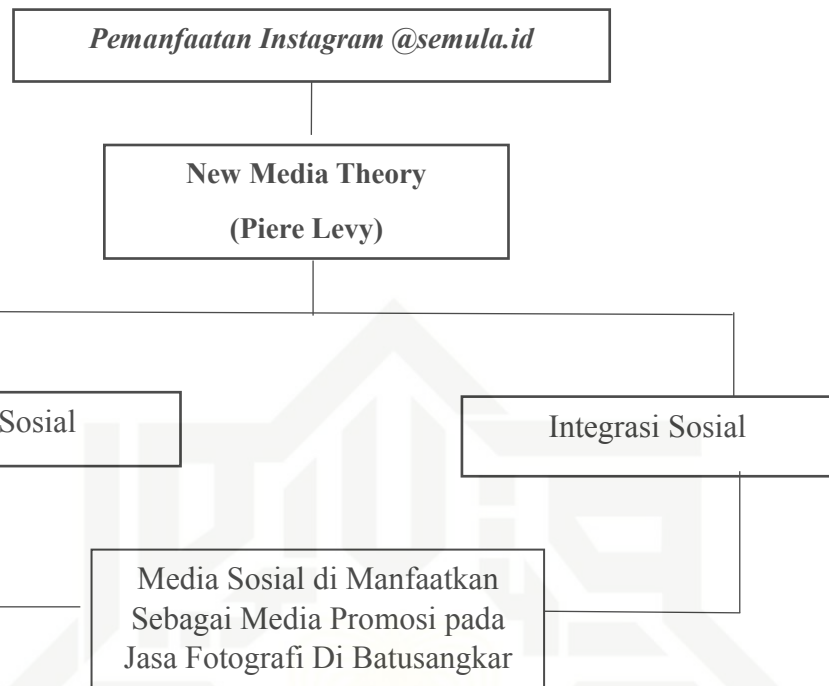 Pemanfaatan Instagram @semula.id
New Media Theory
(Piere Levy)
Sosial
Integrasi Sosial
Media Sosial di Manfaatkan
Sebagai Media Promosi pada
Jasa Fotografi Di Batusangkar